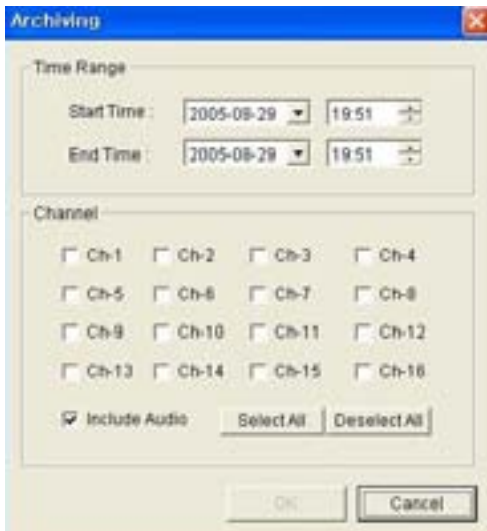 Archiving
Time Range
Start Time : 2005-08-29 19:51
End Time : 2005-08-29 19:51
Channel
Ch-1 Ch-2 Ch-3 Ch-4
Ch-5 Ch-6 Ch-7 Ch-8
Ch-9 Ch-10 Ch-11 Ch-12
Ch-13 Ch-14 Ch-15 Ch-16
Include Audio Select All Deselect All
OK Cancel